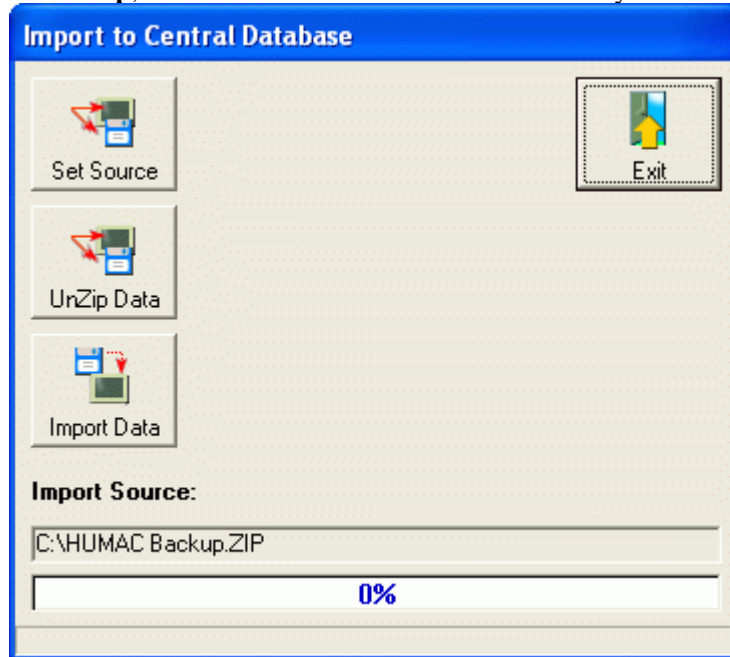 Import to Central Database
Set Source
Exit
UnZip Data
Import Data
Import Source:
C:\HUMAC Backup.ZIP
0%